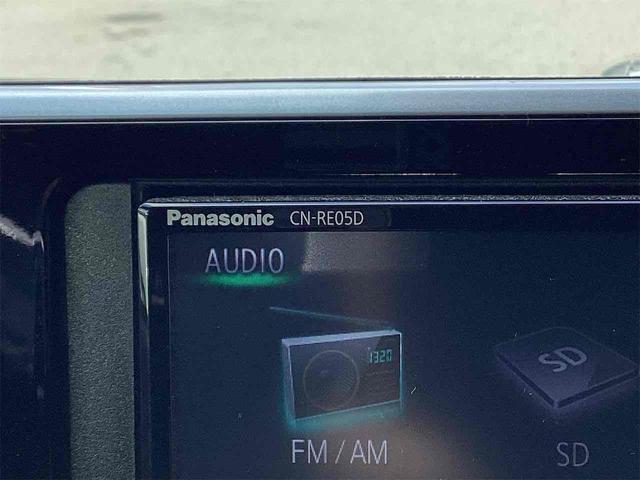 Panasonic CN-RE05D
AUDIO
1320
SD
FM / AM
SD